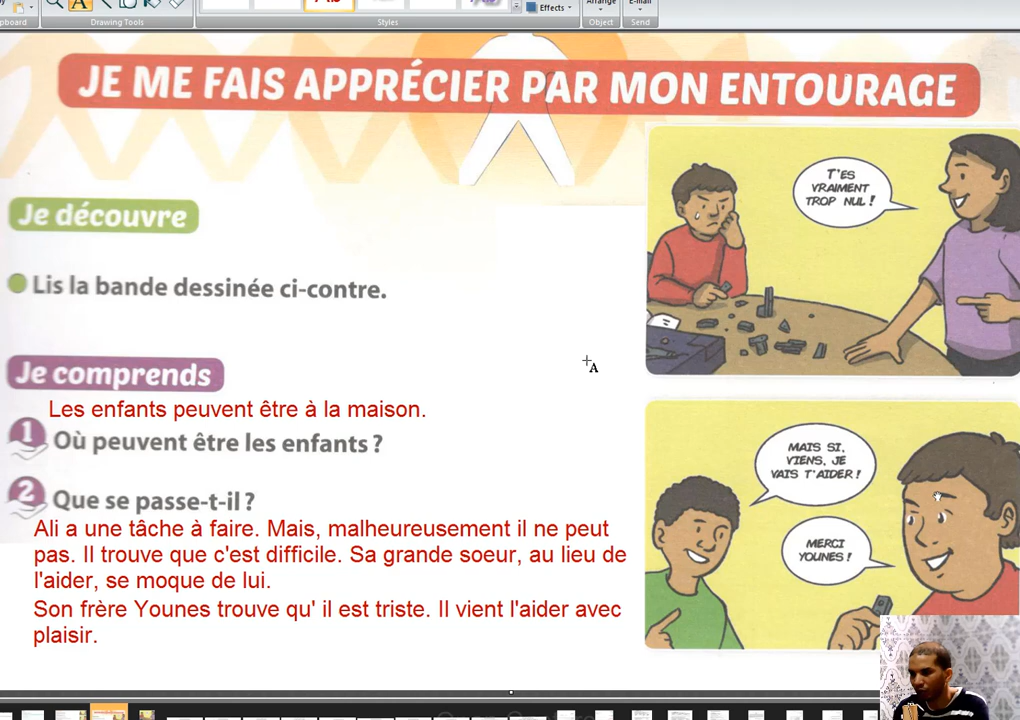 Clipboard
Drawing Tools
Styles
Effects
Arrange
Object
E-mail
Send
JE ME FAIS APPRÉCIER PAR MON ENTOURAGE
Je découvre
Lis la bande dessinée ci-contre.
T'ES
VRAIMENT
TROP NUL !
Je comprends
Les enfants peuvent être à la maison.
1 Où peuvent être les enfants ?
2 Que se passe-t-il ?
Ali a une tâche à faire. Mais, malheureusement il ne peut
pas. Il trouve que c'est difficile. Sa grande soeur, au lieu de
l'aider, se moque de lui.
Son frère Younes trouve qu' il est triste. Il vient l'aider avec
plaisir.
MAIS SI,
VIENS, JE
VAIS T'AIDER !
MERCI
YOUNES !
A